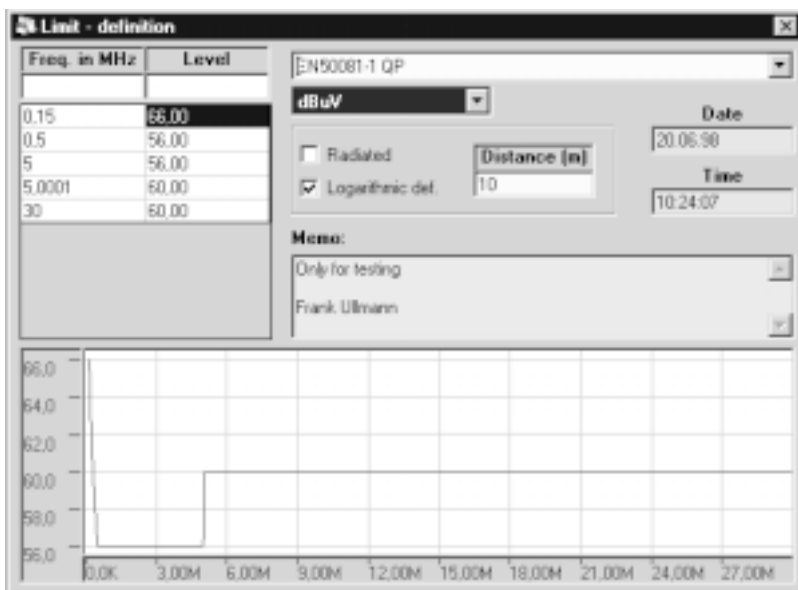 Limit - definition
Freq. in MHz Level
0.15 66,00
0.5 56,00
5 56,00
5,0001 60,00
30 60,00
EN50081-1 QP
dBuV
Radiated
Logarithmic def.
Distance (m)
10
Date
20.06.98
Time
10:24:07
Memo:
Only for testing
Frank Ullmann
66,0
64,0
62,0
60,0
58,0
56,0
0,0K 3,00M 6,00M 9,00M 12,00M 15,00M 18,00M 21,00M 24,00M 27,00M